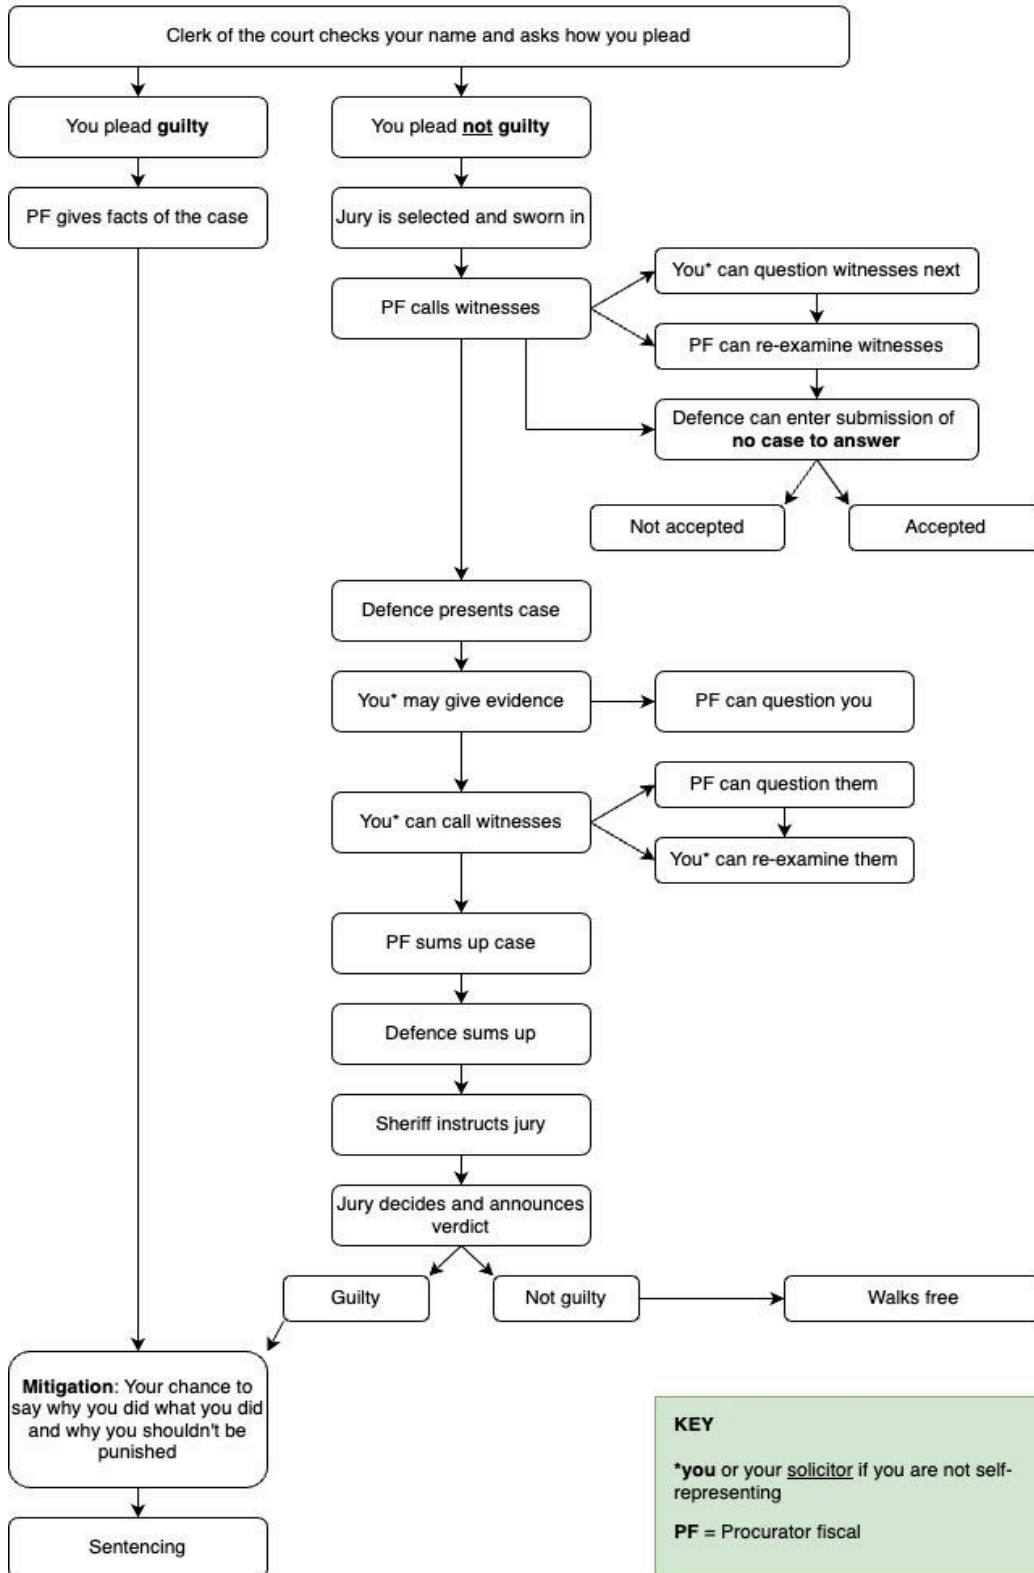 Clerk of the court checks your name and asks how you plead
You plead guilty
You plead not guilty
PF gives facts of the case
Jury is selected and sworn in
PF calls witnesses
You* can question witnesses next
PF can re-examine witnesses
Defence can enter submission of
no case to answer
Not accepted
Accepted
Defence presents case
You* may give evidence
PF can question you
You* can call witnesses
PF can question them
You* can re-examine them
PF sums up case
Defence sums up
Sheriff instructs jury
Jury decides and announces
verdict
Guilty
Not guilty
Walks free
Mitigation: Your chance to
say why you did what you did
and why you shouldn't be
punished
Sentencing
KEY
*you or your solicitor if you are not self-
representing
PF = Procurator fiscal